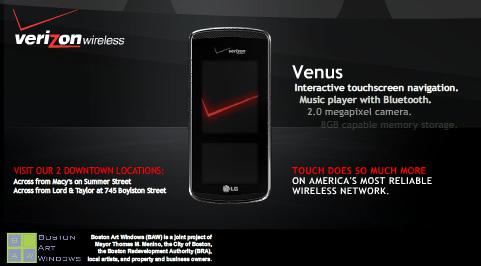 verizon wireless
verizon
Venus
Interactive touchscreen navigation.
Music player with Bluetooth.
2.0 megapixel camera.
8GB capable memory storage.
LG
VISIT OUR 2 DOWNTOWN LOCATIONS:
Across from Macy's on Summer Street
Across from Lord & Taylor at 745 Boylston Street
TOUCH DOES SO MUCH MORE
ON AMERICA'S MOST RELIABLE
WIRELESS NETWORK.
BOSTON
ART
WINDOWS
Boston Art Windows (BAW) is a joint project of
Mayor Thomas M. Menino, the City of Boston,
the Boston Redevelopment Authority (BRA),
local artists, and property and business owners.